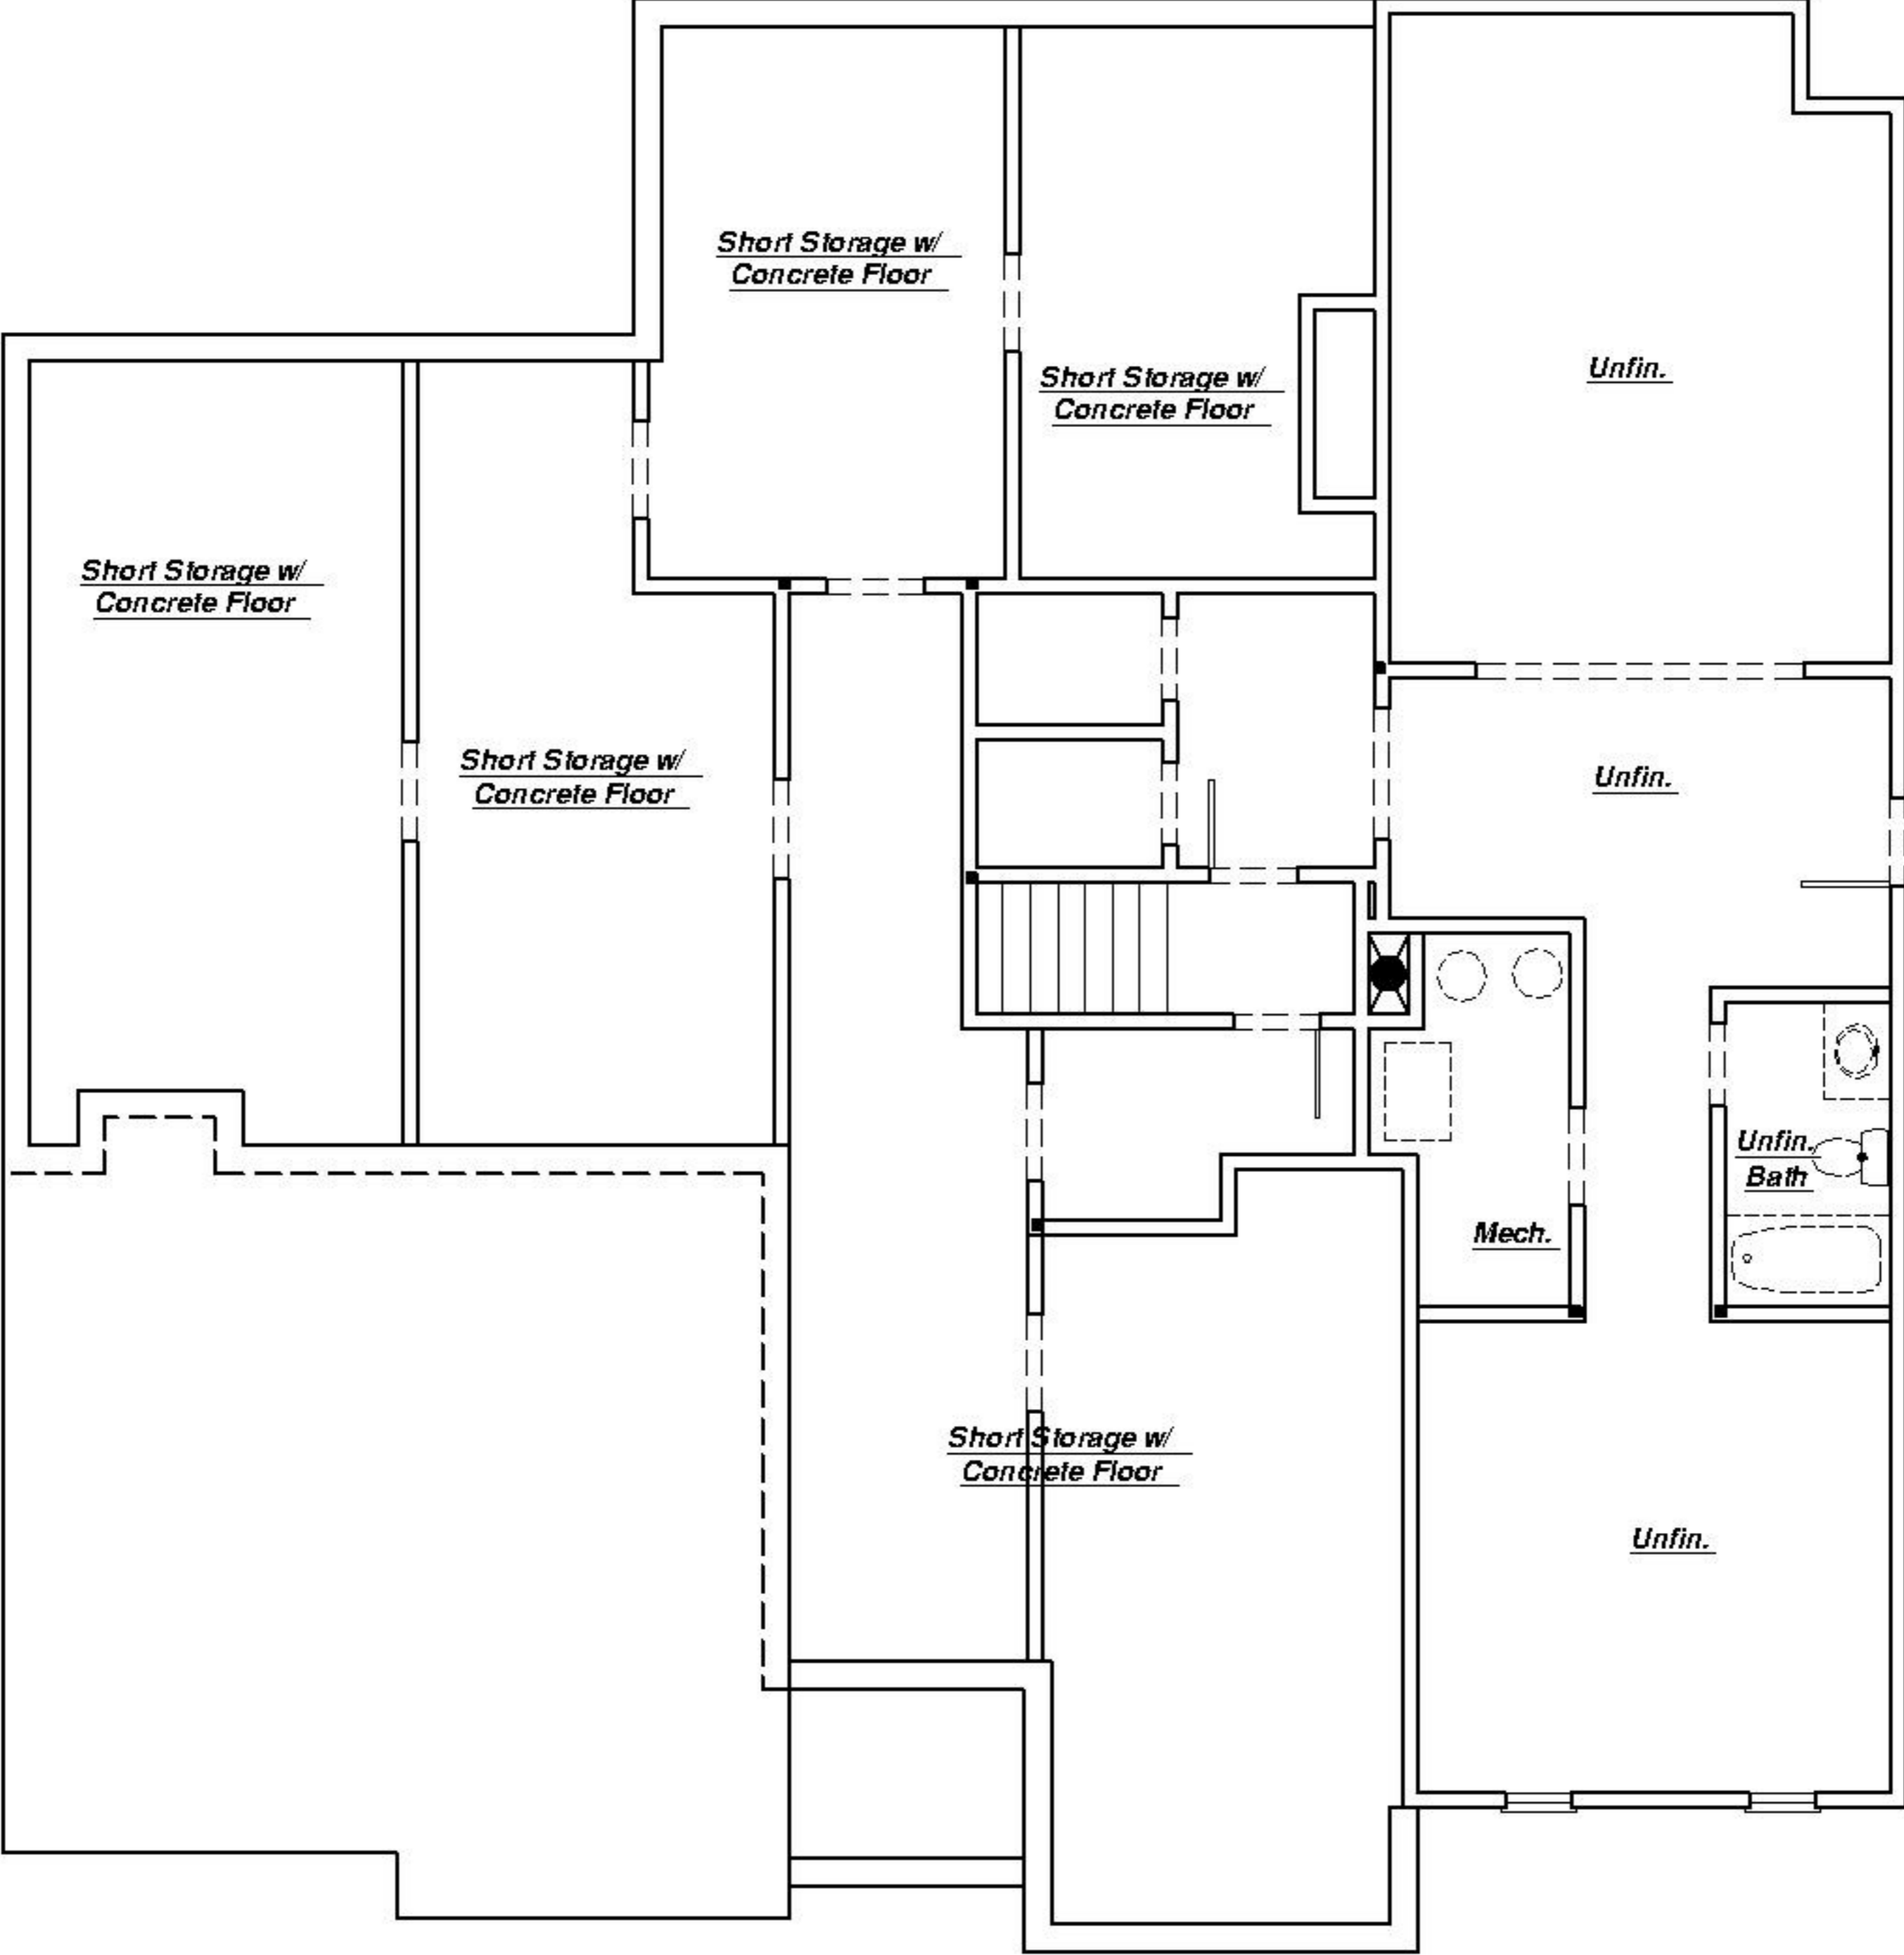 Short Storage w/
Concrete Floor
Short Storage w/
Concrete Floor
Unfin.
Short Storage w/
Concrete Floor
Short Storage w/
Concrete Floor
Unfin.
Unfin.
Bath
Mech.
Short Storage w/
Concrete Floor
Unfin.